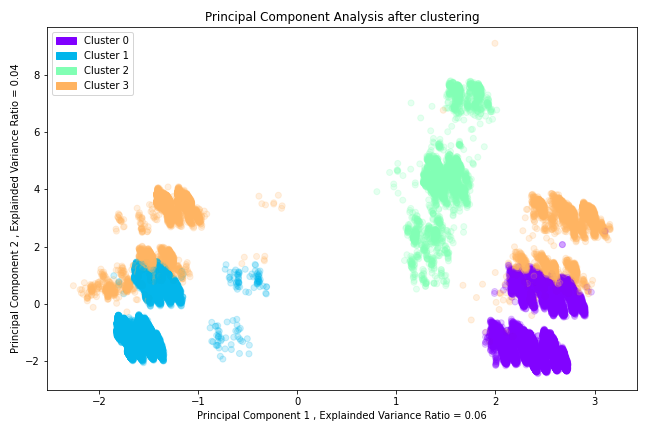 Principal Component Analysis after clustering
Cluster 0
Cluster 1
Cluster 2
Cluster 3
8
6
4
2
0
−2
Principal Component 2 , Explainded Variance Ratio = 0.04
−2
−1
0
1
2
3
Principal Component 1 , Explainded Variance Ratio = 0.06